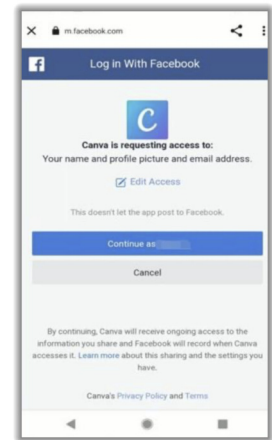 m.facebook.com
Log in With Facebook
Canva is requesting access to:
Your name and profile picture and email address.
Edit Access
This doesn't let the app post to Facebook.
Continue as
Cancel
By continuing, Canva will receive ongoing access to the
information you share and Facebook will record when Canva
accesses it. Learn more about this sharing and the settings you
have.
Canva's Privacy Policy and Terms